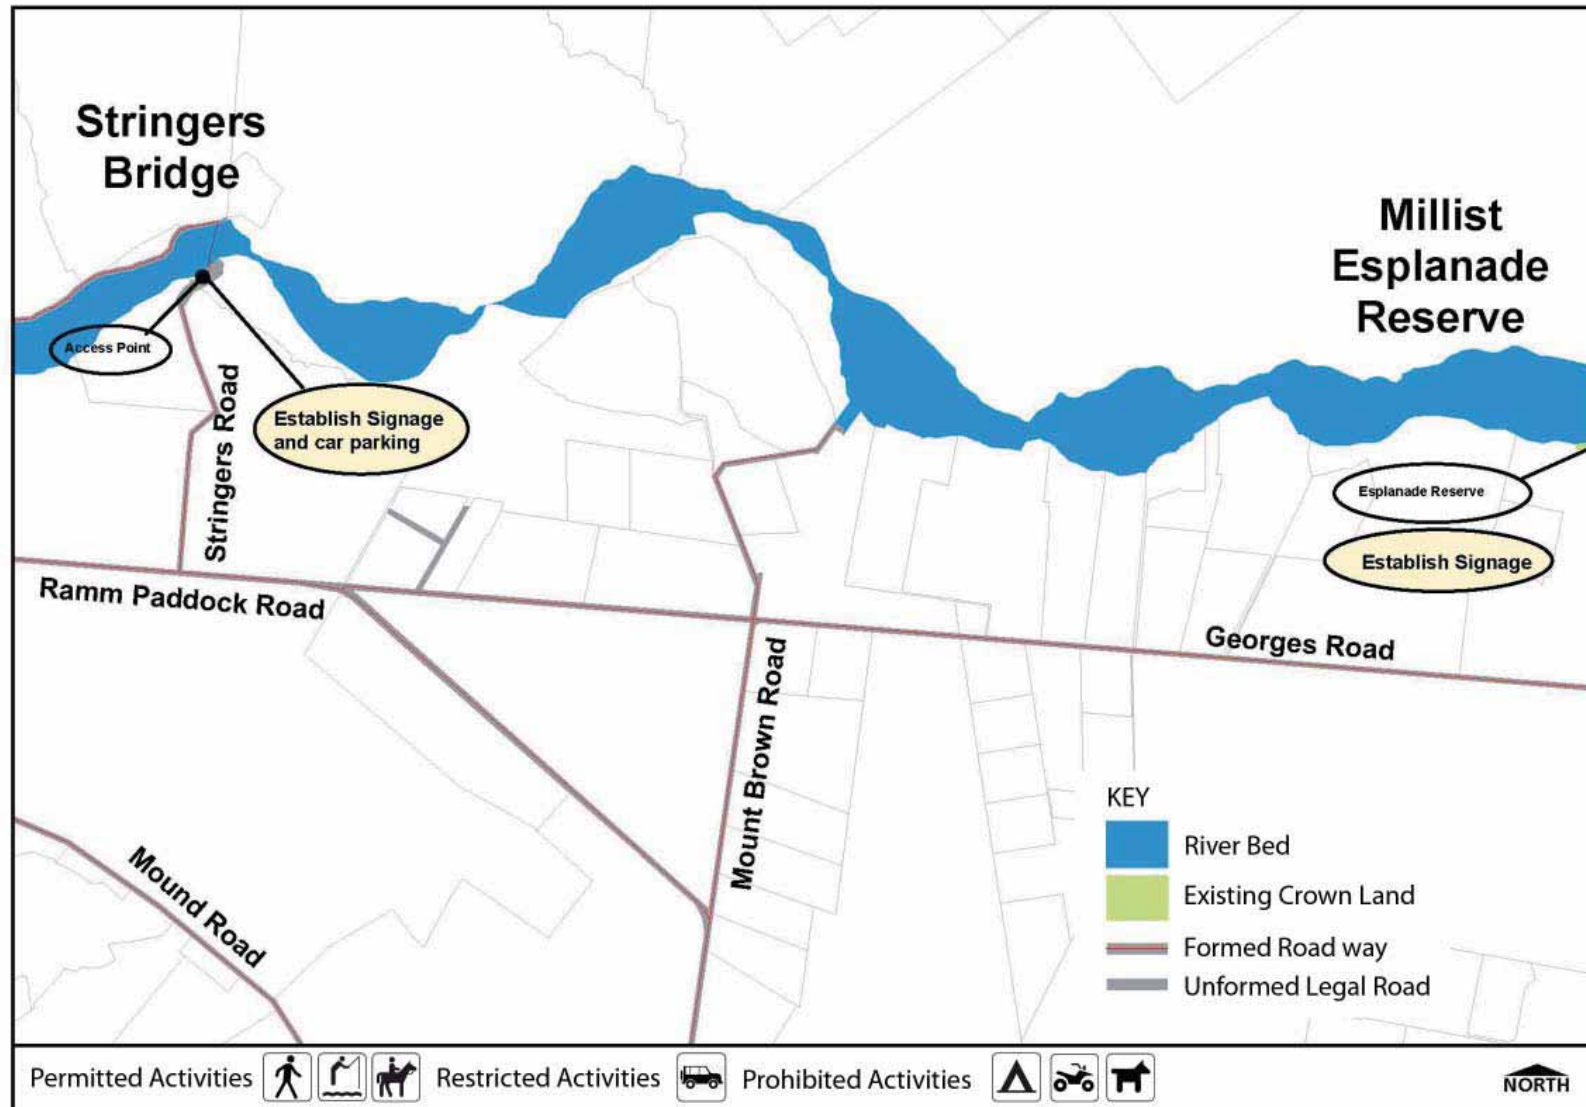 Stringers
Bridge
Millist
Esplanade
Reserve
Access Point
Establish Signage
and car parking
Stringers Road
Esplanade Reserve
Establish Signage
Ramm Paddock Road
Georges Road
Mount Brown Road
Mound Road
KEY
River Bed
Existing Crown Land
Formed Road way
Unformed Legal Road
Permitted Activities
Restricted Activities
Prohibited Activities
NORTH